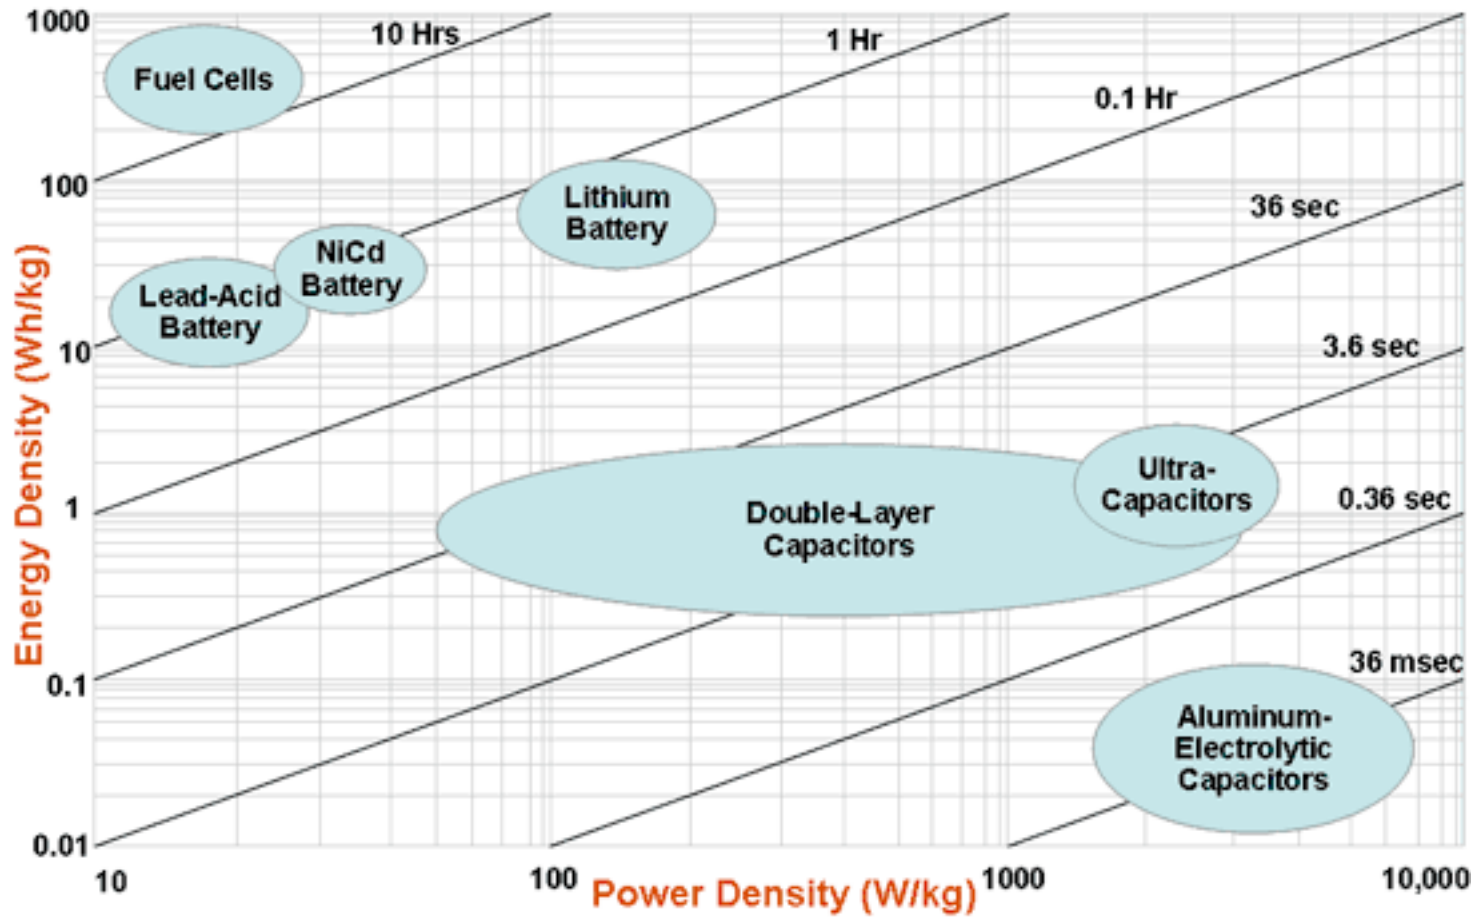 1000
10 Hrs
1 Hr
Fuel Cells
0.1 Hr
100
Lithium
Battery
36 sec
NiCd
Battery
Lead-Acid
Battery
10
3.6 sec
Energy Density (Wh/kg)
Ultra-
Capacitors
1
0.36 sec
Double-Layer
Capacitors
0.1
36 msec
Aluminum-
Electrolytic
Capacitors
0.01
10
100
Power Density (W/kg)
1000
10,000